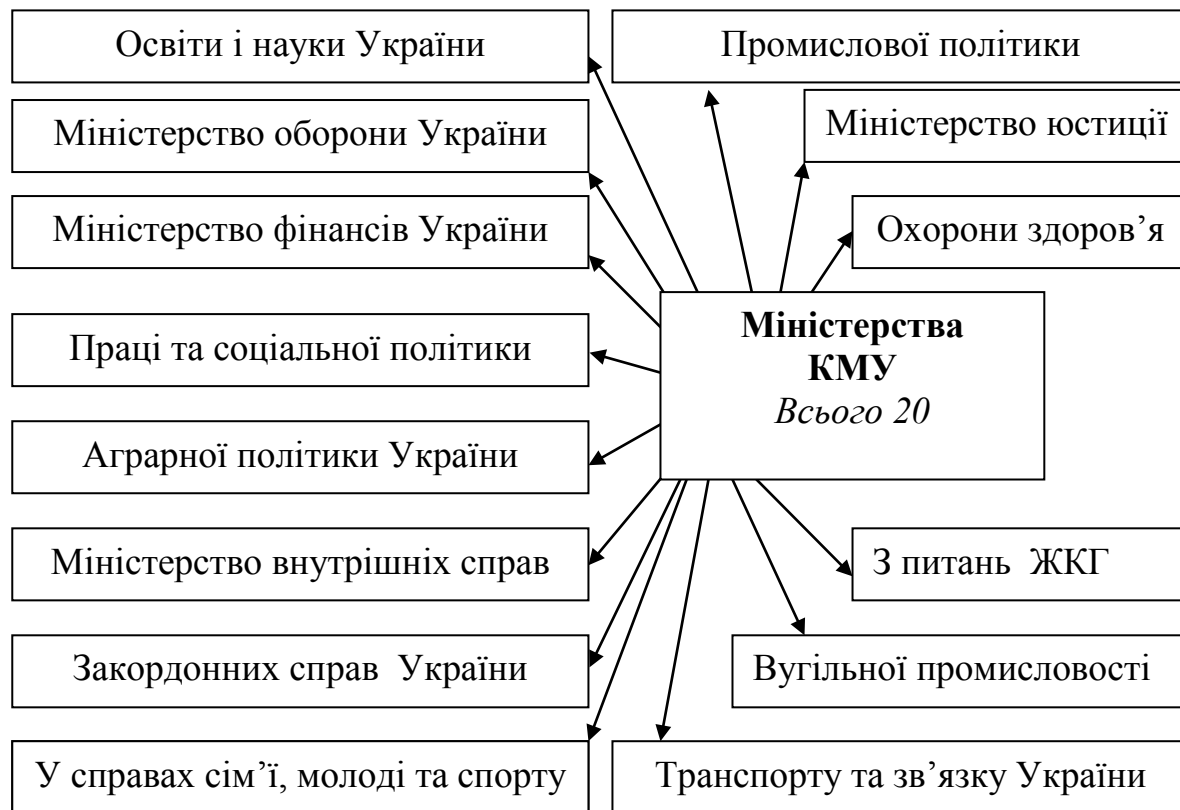 Освіти і науки України
Промислової політики
Міністерство оборони України
Міністерство юстиції
Міністерство фінансів України
Охорони здоров’я
Міністерства
КМУ
Всього 20
Праці та соціальної політики
Аграрної політики України
Міністерство внутрішніх справ
З питань  ЖКГ
Закордонних справ  України
Вугільної промисловості
У справах сім’ї, молоді та спорту
Транспорту та зв’язку України